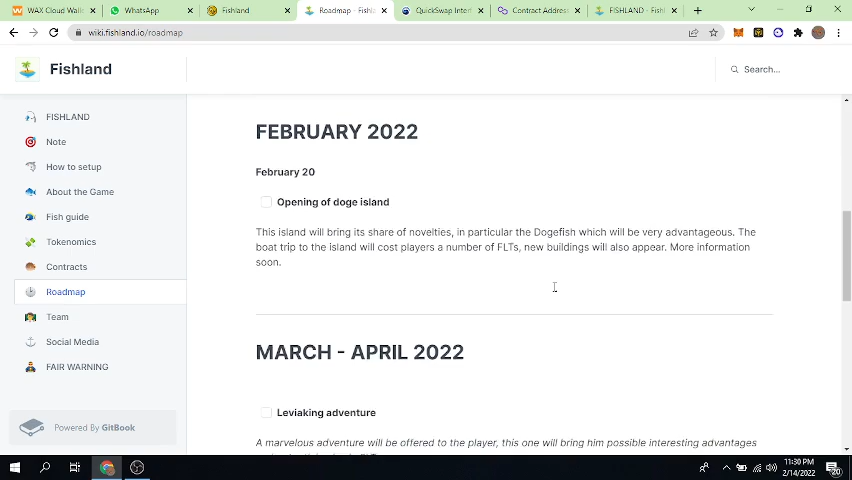 WAX Cloud Wall
WhatsApp
Fishland
Roadmap - Fishlan
QuickSwap Inter
Contract Address
FISHLAND - Fishl
wiki.fishland.io/roadmap
Fishland
Search...
FISHLAND
Note
How to setup
About the Game
Fish guide
Tokenomics
Contracts
Roadmap
Team
Social Media
FAIR WARNING
Powered By GitBook
FEBRUARY 2022
February 20
Opening of doge island
This island will bring its share of novelties, in particular the Dogefish which will be very advantageous. The
boat trip to the island will cost players a number of FLTs, new buildings will also appear. More information
soon.
MARCH - APRIL 2022
Leviaking adventure
A marvelous adventure will be offered to the player, this one will bring him possible interesting advantages
11:30 PM
2/14/2022
20